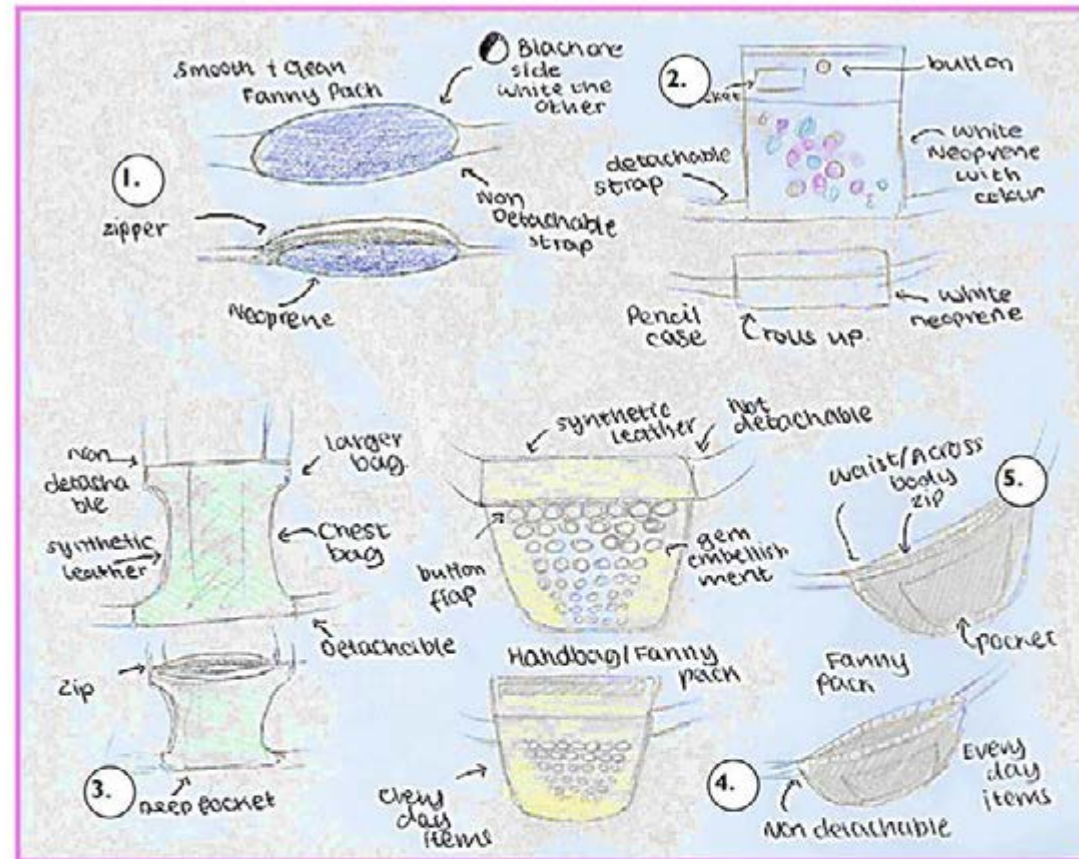 Smooth + Clean
Fanny Pack
Black one
side
white the
other
1.
zipper
Non
Detachable
strap
Neoprene
2.
button
detachable
strap
White
Neoprene
with
colour
Pencil
case
rolls up.
white
neoprene
non
detacha
ble
larger
bag
synthetic
leather
Chest
bag
Detachable
zip
3.
Deep Pocket
synthetic
leather
Not
detachable
button
flap
gem
embellish
ment
Handbag/Fanny
pack
day
items
Waist/Across
body
zip
5.
pocket
Fanny
Pack
4.
Every
day
items
Non detachable